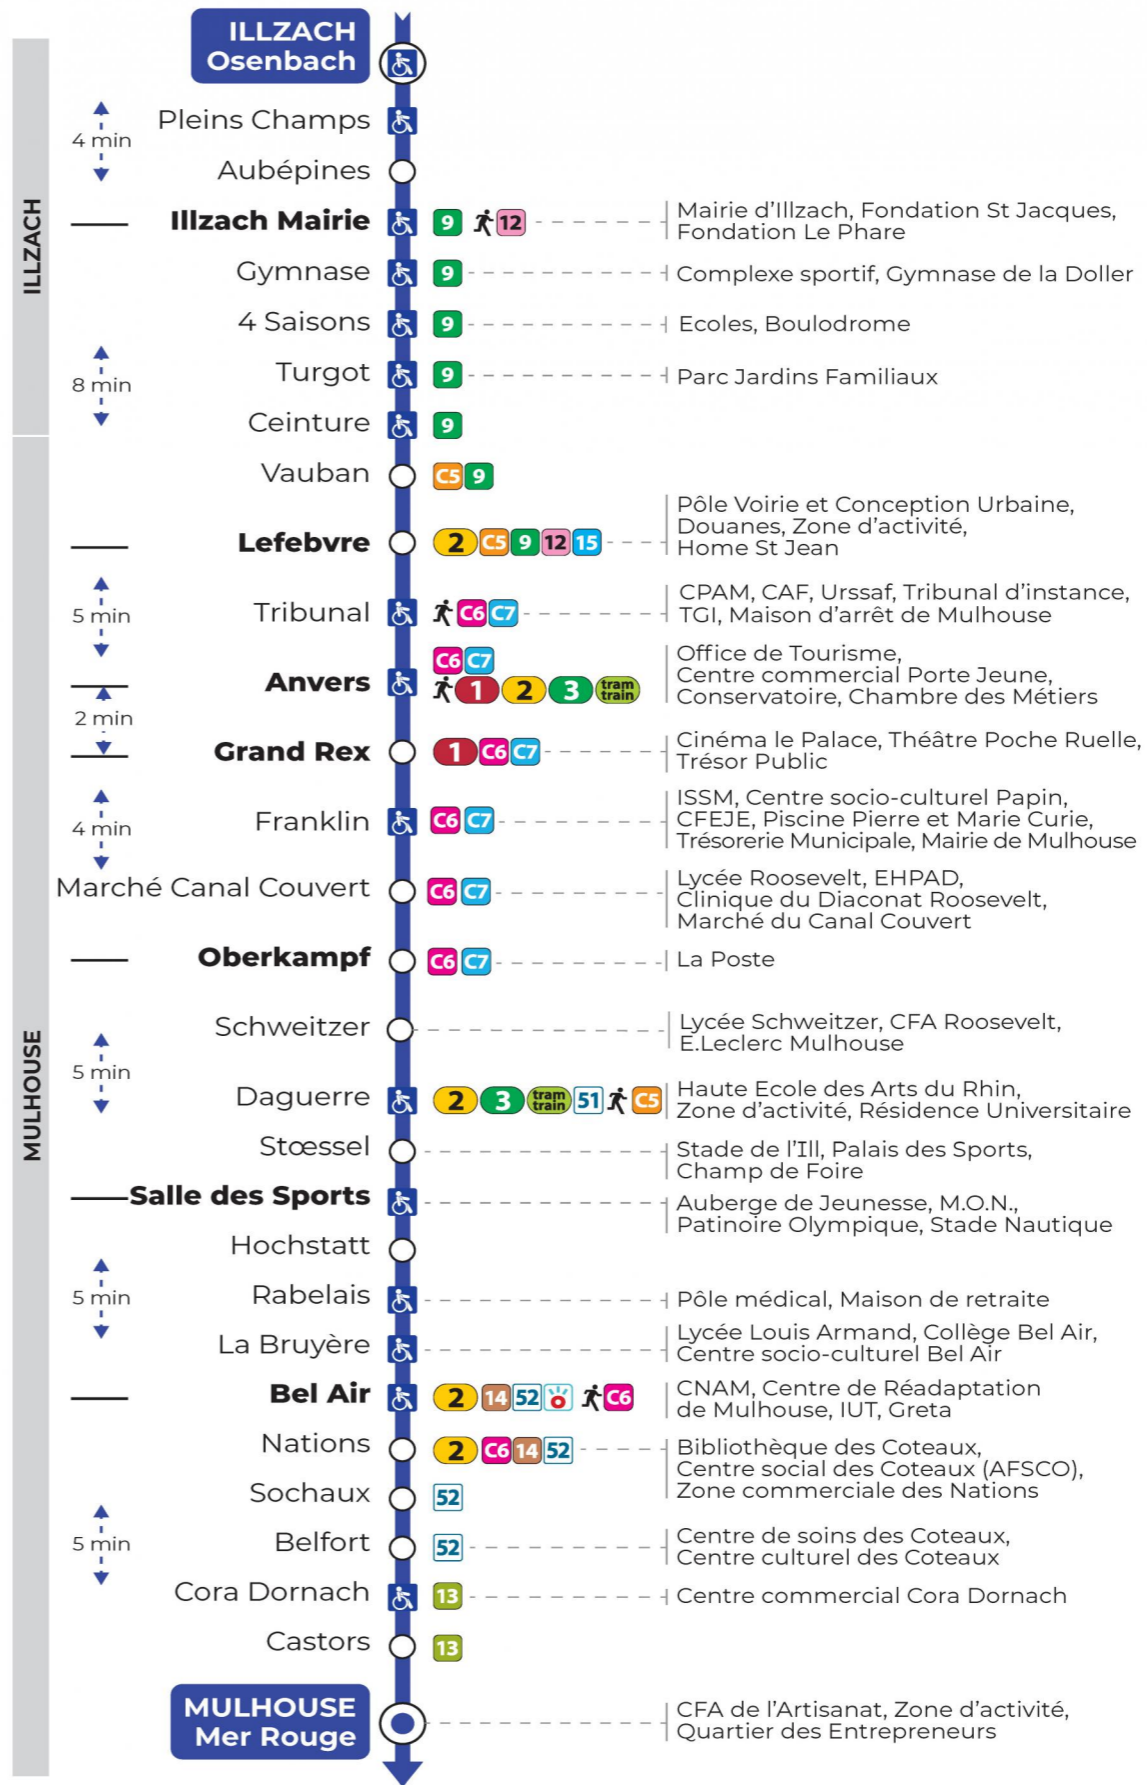 ILLZACH
Osenbach
Pleins Champs
4 min
Aubépines
ILLZACH
Illzach Mairie 9 12 Mairie d'Illzach, Fondation St Jacques,
Fondation Le Phare
Gymnase 9 Complexe sportif, Gymnase de la Doller
4 Saisons 9 Ecoles, Boulodrome
Turgot 9 Parc Jardins Familiaux
8 min
Ceinture 9
Vauban C5 9
Lefebvre 2 C5 9 12 15 Pôle Voirie et Conception Urbaine,
Douanes, Zone d'activité,
Home St Jean
5 min
Tribunal C6 C7 CPAM, CAF, Urssaf, Tribunal d'instance,
TGI, Maison d'arrêt de Mulhouse
C6 C7
Anvers 1 2 3 tram
train
Office de Tourisme,
Centre commercial Porte Jeune,
Conservatoire, Chambre des Métiers
2 min
Grand Rex 1 C6 C7 Cinéma le Palace, Théâtre Poche Ruelle,
Trésor Public
4 min
Franklin C6 C7 ISSM, Centre socio-culturel Papin,
CFEJE, Piscine Pierre et Marie Curie,
Trésorerie Municipale, Mairie de Mulhouse
Marché Canal Couvert C6 C7 Lycée Roosevelt, EHPAD,
Clinique du Diaconat Roosevelt,
Marché du Canal Couvert
Oberkampf C6 C7 La Poste
MULHOUSE
Schweitzer Lycée Schweitzer, CFA Roosevelt,
E.Leclerc Mulhouse
5 min
Daguerre 2 3 tram
train 51 C5 Haute Ecole des Arts du Rhin,
Zone d'activité, Résidence Universitaire
Stœssel Stade de l'Ill, Palais des Sports,
Champ de Foire
Salle des Sports Auberge de Jeunesse, M.O.N.,
Patinoire Olympique, Stade Nautique
Hochstatt
5 min
Rabelais Pôle médical, Maison de retraite
La Bruyère Lycée Louis Armand, Collège Bel Air,
Centre socio-culturel Bel Air
Bel Air 2 14 52 C6 CNAM, Centre de Réadaptation
de Mulhouse, IUT, Greta
Nations 2 C6 14 52 Bibliothèque des Coteaux,
Centre social des Coteaux (AFSCO),
Zone commerciale des Nations
Sochaux 52
5 min
Belfort 52 Centre de soins des Coteaux,
Centre culturel des Coteaux
Cora Dornach 13 Centre commercial Cora Dornach
Castors 13
MULHOUSE
Mer Rouge
CFA de l'Artisanat, Zone d'activité,
Quartier des Entrepreneurs